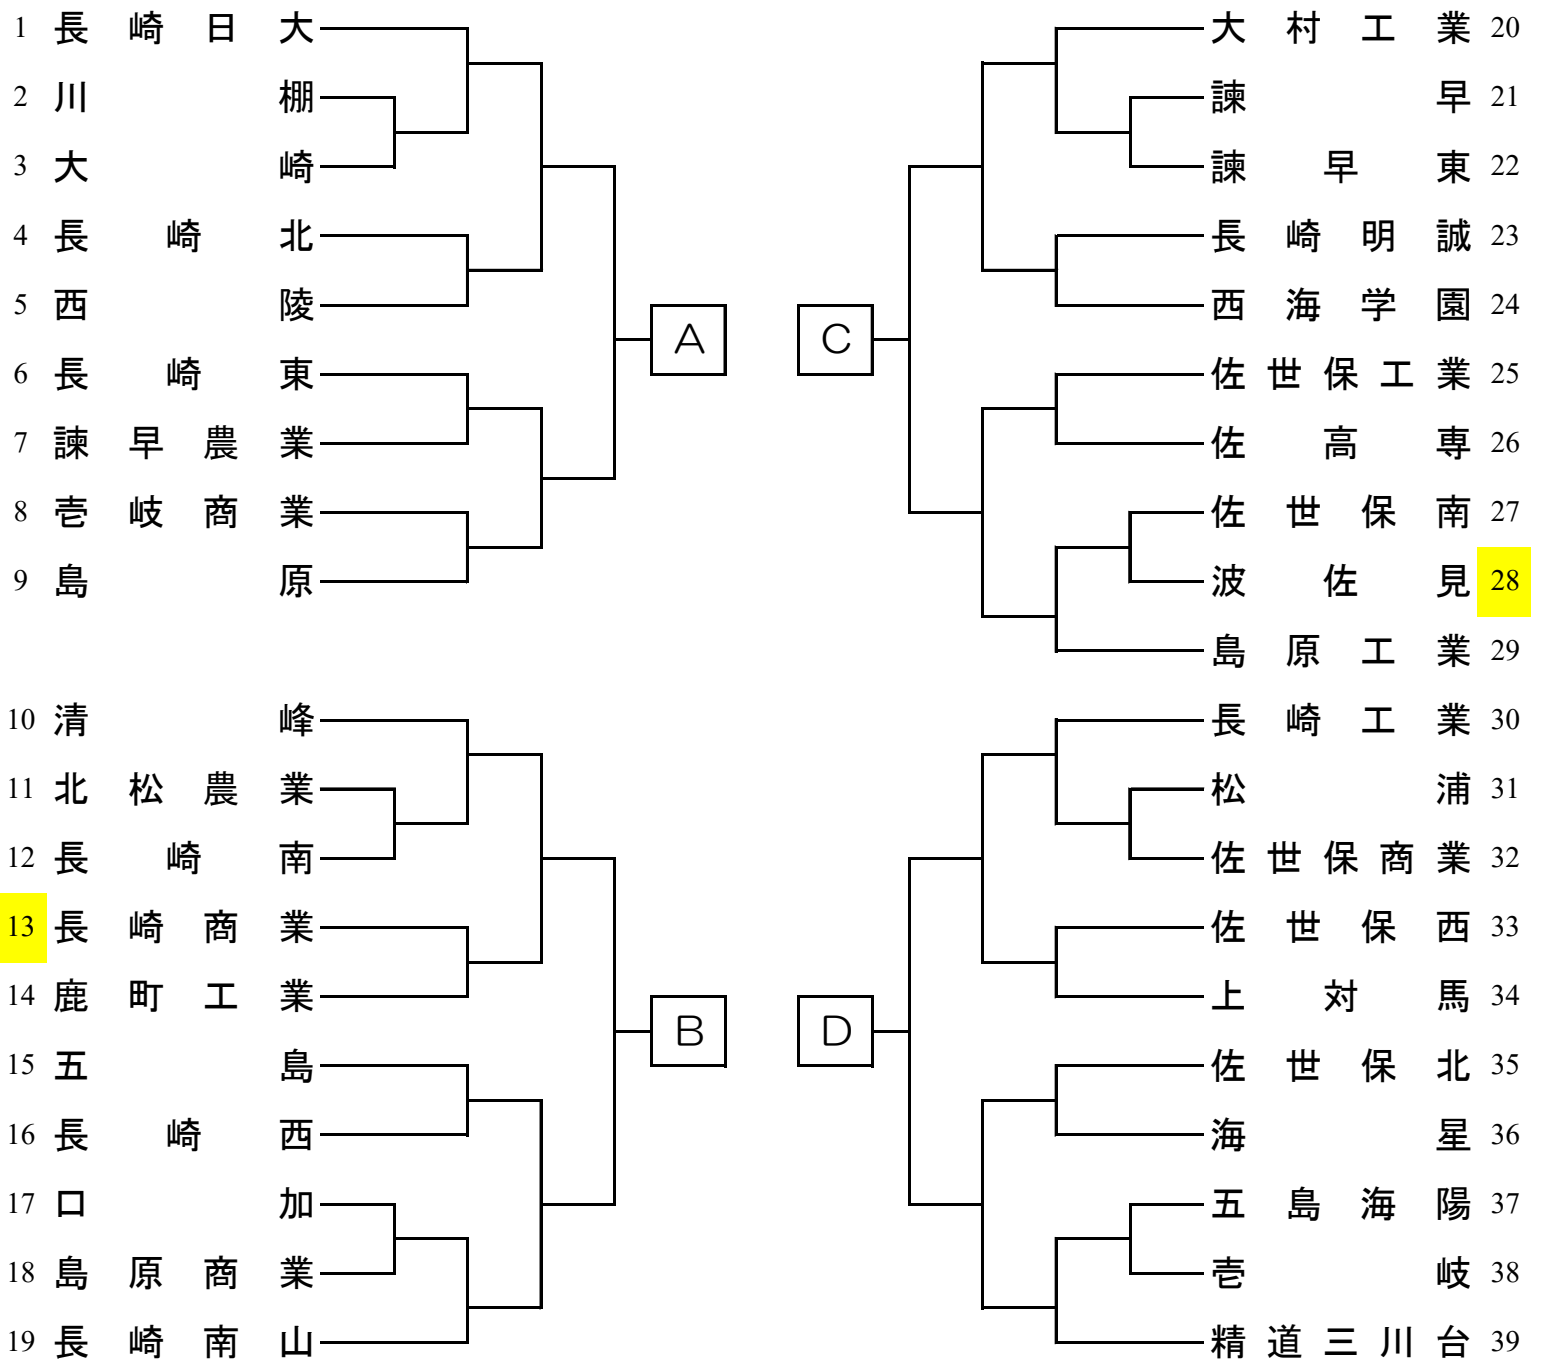 1 長崎日大
2 川棚
3 大崎
4 長崎北
5 西陵
6 長崎東
7 諫早農業
8 壱岐商業
9 島原
A
10 清峰
11 北松農業
12 長崎南
13 長崎商業
14 鹿町工業
15 五島
16 長崎西
17 口加
18 島原商業
19 長崎南山
B
大村工業 20
諫早 21
諫早東 22
長崎明誠 23
西海学園 24
佐世保工業 25
佐高専 26
佐世保南 27
波佐見 28
島原工業 29
C
長崎工業 30
松浦 31
佐世保商業 32
佐世保西 33
上対馬 34
佐世保北 35
海星 36
五島海陽 37
壱岐 38
精道三川台 39
D